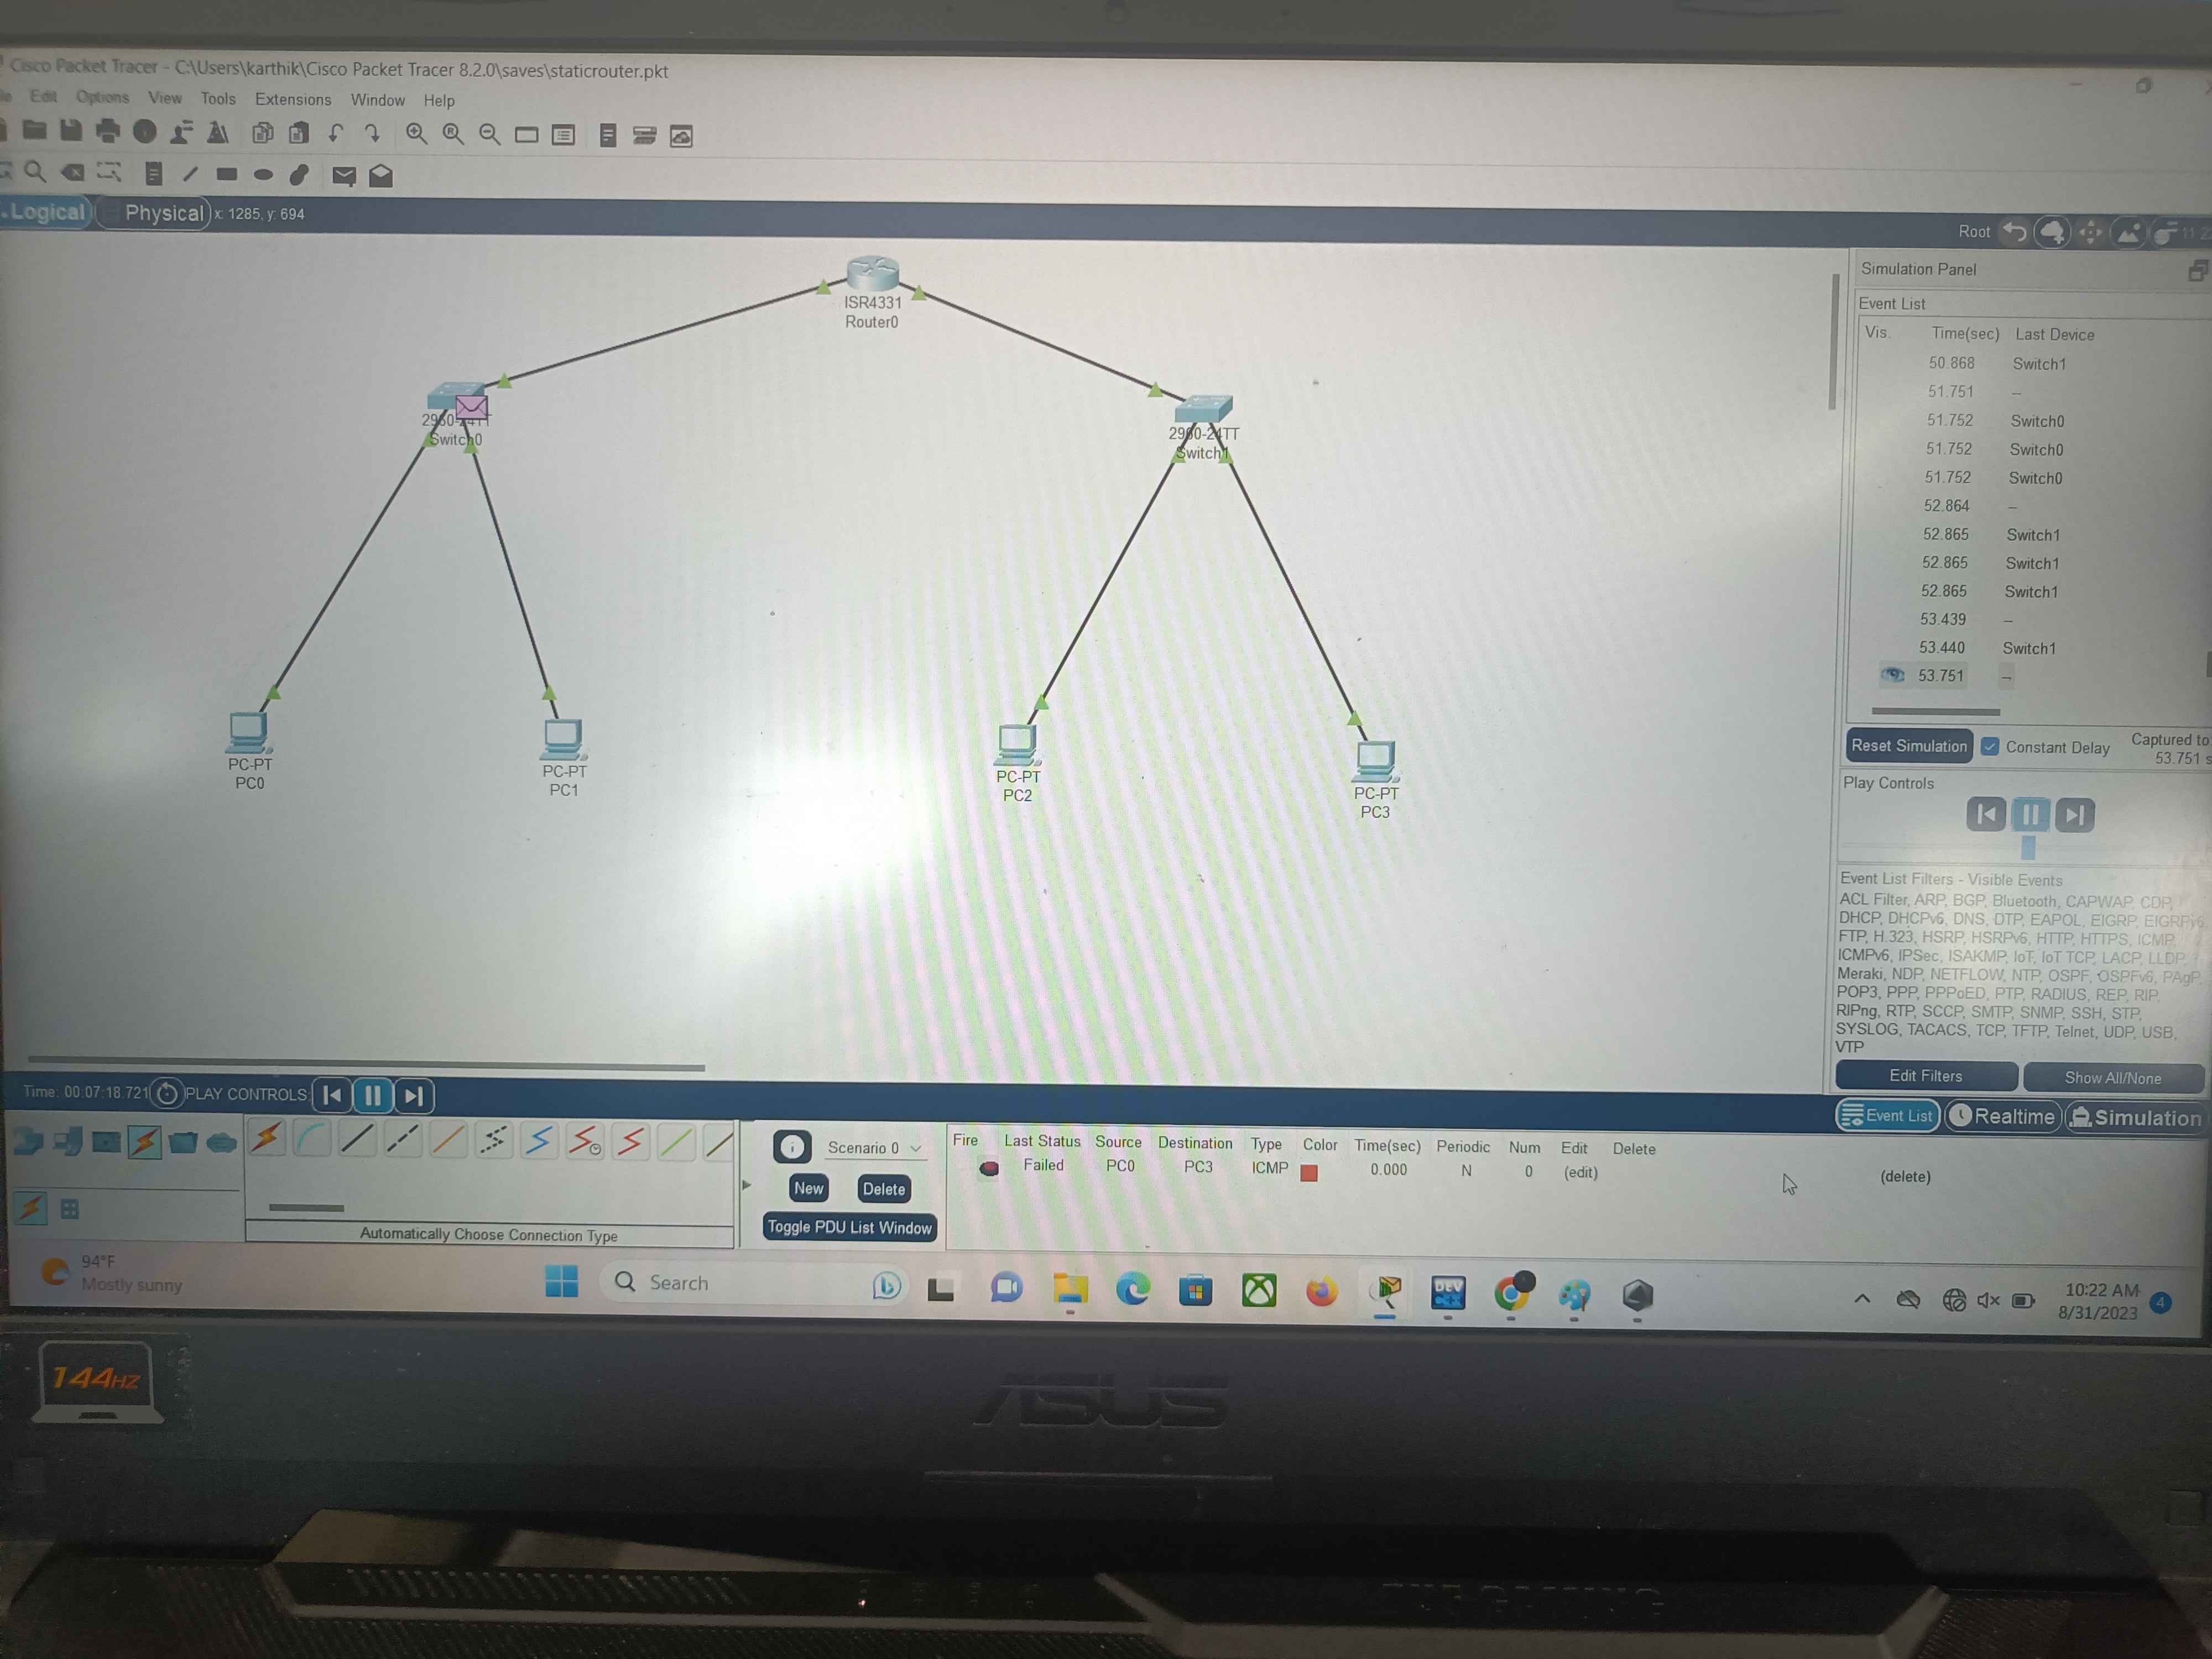 Cisco Packet Tracer - C:\Users\karthik\Cisco Packet Tracer 8.2.0\saves\staticrouter.pkt
Edit Options View Tools Extensions Window Help
Logical Physical x: 1285, y: 694
Root
ISR4331
Router0
2960-24TT
Switch0
2960-24TT
Switch1
PC-PT
PC0
PC-PT
PC1
PC-PT
PC2
PC-PT
PC3
Simulation Panel
Event List
Vis. Time(sec) Last Device
50.868 Switch1
51.751 --
51.752 Switch0
51.752 Switch0
51.752 Switch0
52.864 --
52.865 Switch1
52.865 Switch1
52.865 Switch1
53.439 --
53.440 Switch1
53.751 --
Reset Simulation Constant Delay Captured to
53.751 s
Play Controls
Event List Filters - Visible Events
ACL Filter, ARP, BGP, Bluetooth, CAPWAP, CDP,
DHCP, DHCPv6, DNS, DTP, EAPOL, EIGRP, EIGRPv6,
FTP, H.323, HSRP, HSRPv6, HTTP, HTTPS, ICMP,
ICMPv6, IPSec, ISAKMP, IoT, IoT TCP, LACP, LLDP,
Meraki, NDP, NETFLOW, NTP, OSPF, OSPFv6, PAgP,
POP3, PPP, PPPoED, PTP, RADIUS, REP, RIP,
RIPng, RTP, SCCP, SMTP, SNMP, SSH, STP,
SYSLOG, TACACS, TCP, TFTP, Telnet, UDP, USB,
VTP
Edit Filters Show All/None
Time: 00:07:18.721 PLAY CONTROLS:
Event List Realtime Simulation
Automatically Choose Connection Type
Scenario 0
New Delete
Toggle PDU List Window
Fire Last Status Source Destination Type Color Time(sec) Periodic Num Edit Delete
Failed PC0 PC3 ICMP 0.000 N 0 (edit) (delete)
94°F
Mostly sunny
Search
DEV
C++
10:22 AM
8/31/2023
4
144HZ
ASUS